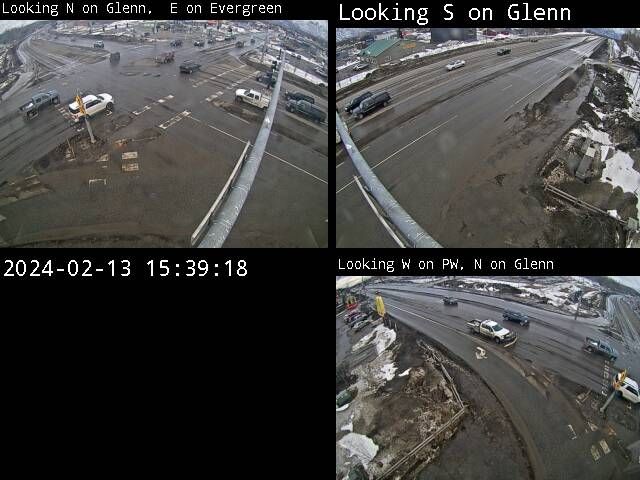 Looking N on Glenn,  E on Evergreen
Looking S on Glenn
2024-02-13 15:39:18
Looking W on PW, N on Glenn